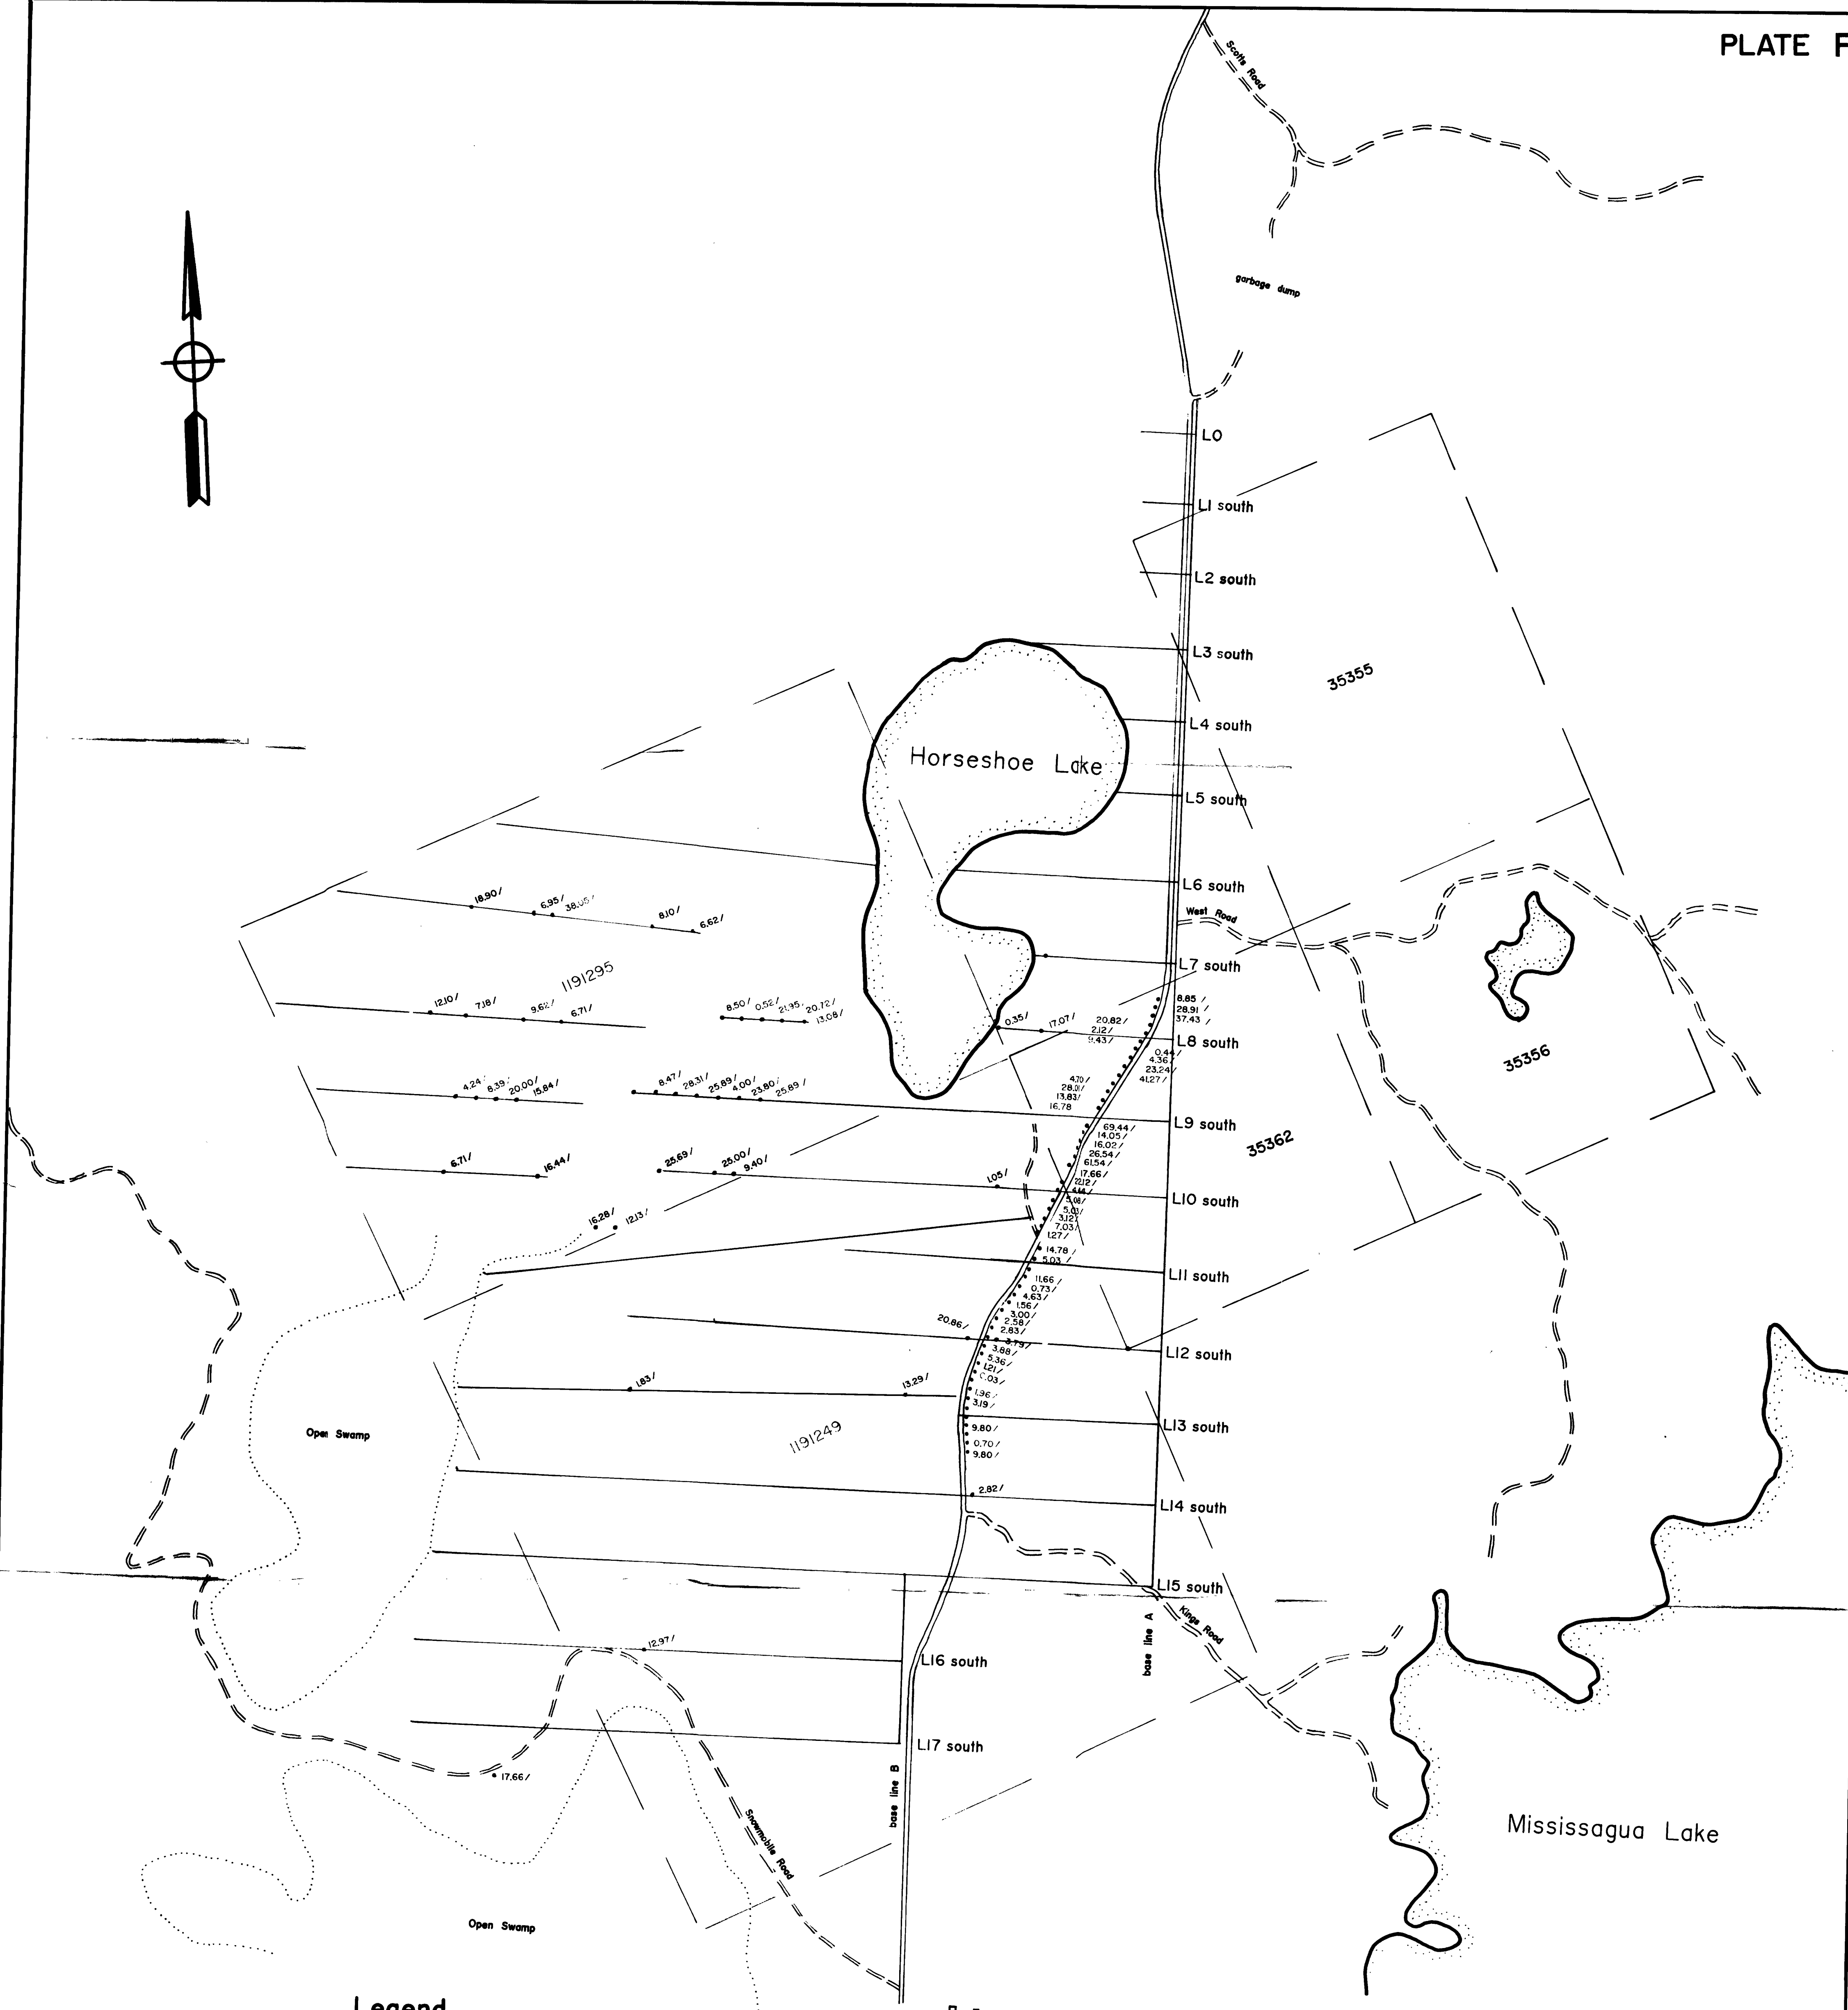 PLATE F
Scotts Road
garbage dump
L0
L1 south
L2 south
L3 south
35355
L4 south
Horseshoe Lake
L5 south
L6 south
18.90/
6.95/
8.10/
6.62/
West Road
L7 south
1191295
12.10/
7.18/
6.71/
8.50/
0.52/
21.95
20.72/
13.08/
8.85 /
28.91 /
37.43 /
0.35/
17.07/
20.82/
2.12/
9.43/
L8 south
35356
4.36/
23.24/
41.27/
4.70/
13.83/
16.78
4.24
8.39
20.00/
15.84/
8.47/
28.31/
25.89/
4.00/
23.80/
25.89/
L9 south
69.44/
14.05/
16.02/
26.54/
61.54/
17.66/
35362
6.71/
16.44/
25.69/
25.00/
9.40/
1.05/
L10 south
3.12/
7.03/
1.27/
16.28/
12.13/
14.78 /
5.03 /
L11 south
11.66 /
0.73/
4.63/
1.56/
3.00/
2.58/
2.83/
20.86/
3.79/
3.88/
L12 south
5.36/
1.21/
1.83/
13.29/
1.96/
3.19/
L13 south
9.80 /
0.70/
9.80 /
Open Swamp
1191249
2.82/
L14 south
L15 south
Kings Road
base line A
12.97/
L16 south
L17 south
17.66/
base line B
Snowmobile Road
Mississagua Lake
Open Swamp
Legend